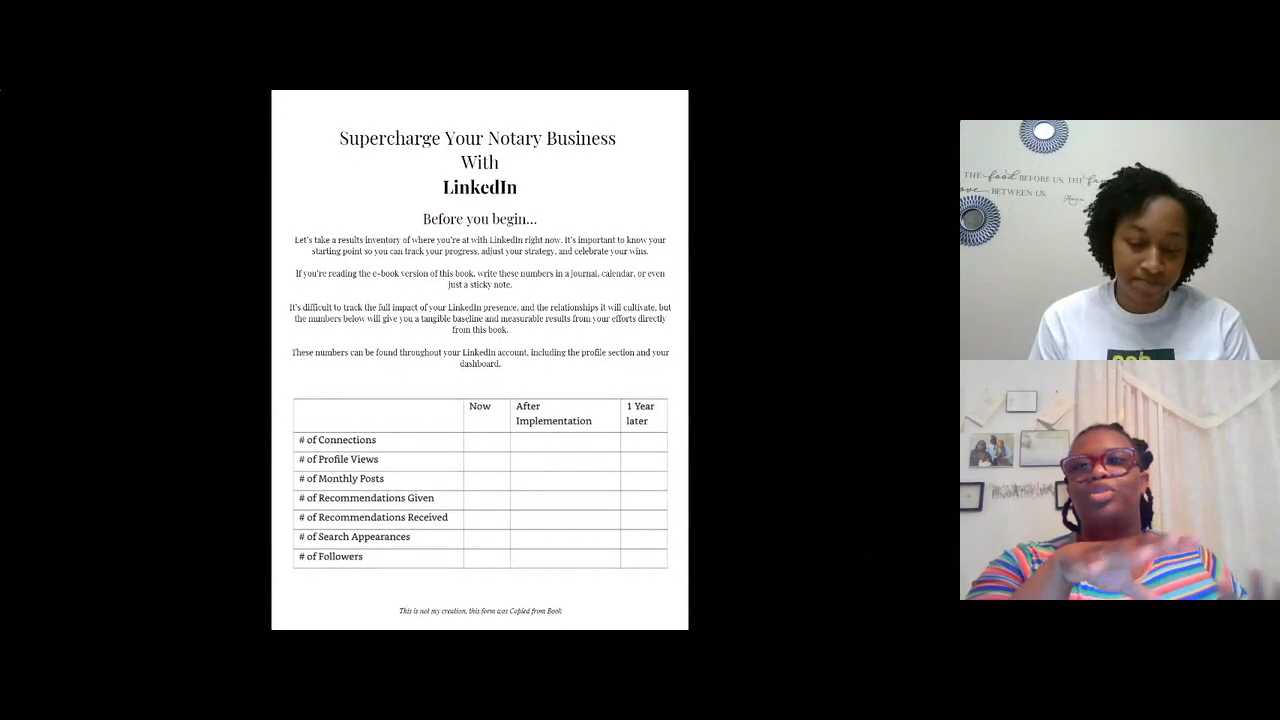 Supercharge Your Notary Business
With
LinkedIn
Before you begin...
Let's take a results inventory of where you're at with LinkedIn right now. It's important to know your
starting point so you can track your progress, adjust your strategy, and celebrate your wins.
If you're reading the e-book version of this book, write these numbers in a journal, calendar, or even
just a sticky note.
It's difficult to track the full impact of your LinkedIn presence, and the relationships it will cultivate, but
the numbers below will give you a tangible baseline and measurable results from your efforts directly
from this book.
These numbers can be found throughout your LinkedIn account, including the profile section and your
dashboard.
Now After 1 Year
Implementation later
# of Connections
# of Profile Views
# of Monthly Posts
# of Recommendations Given
# of Recommendations Received
# of Search Appearances
# of Followers
This is not my creation, this form was Copied from Book
THE food BEFORE US, THE
BETWEEN US.